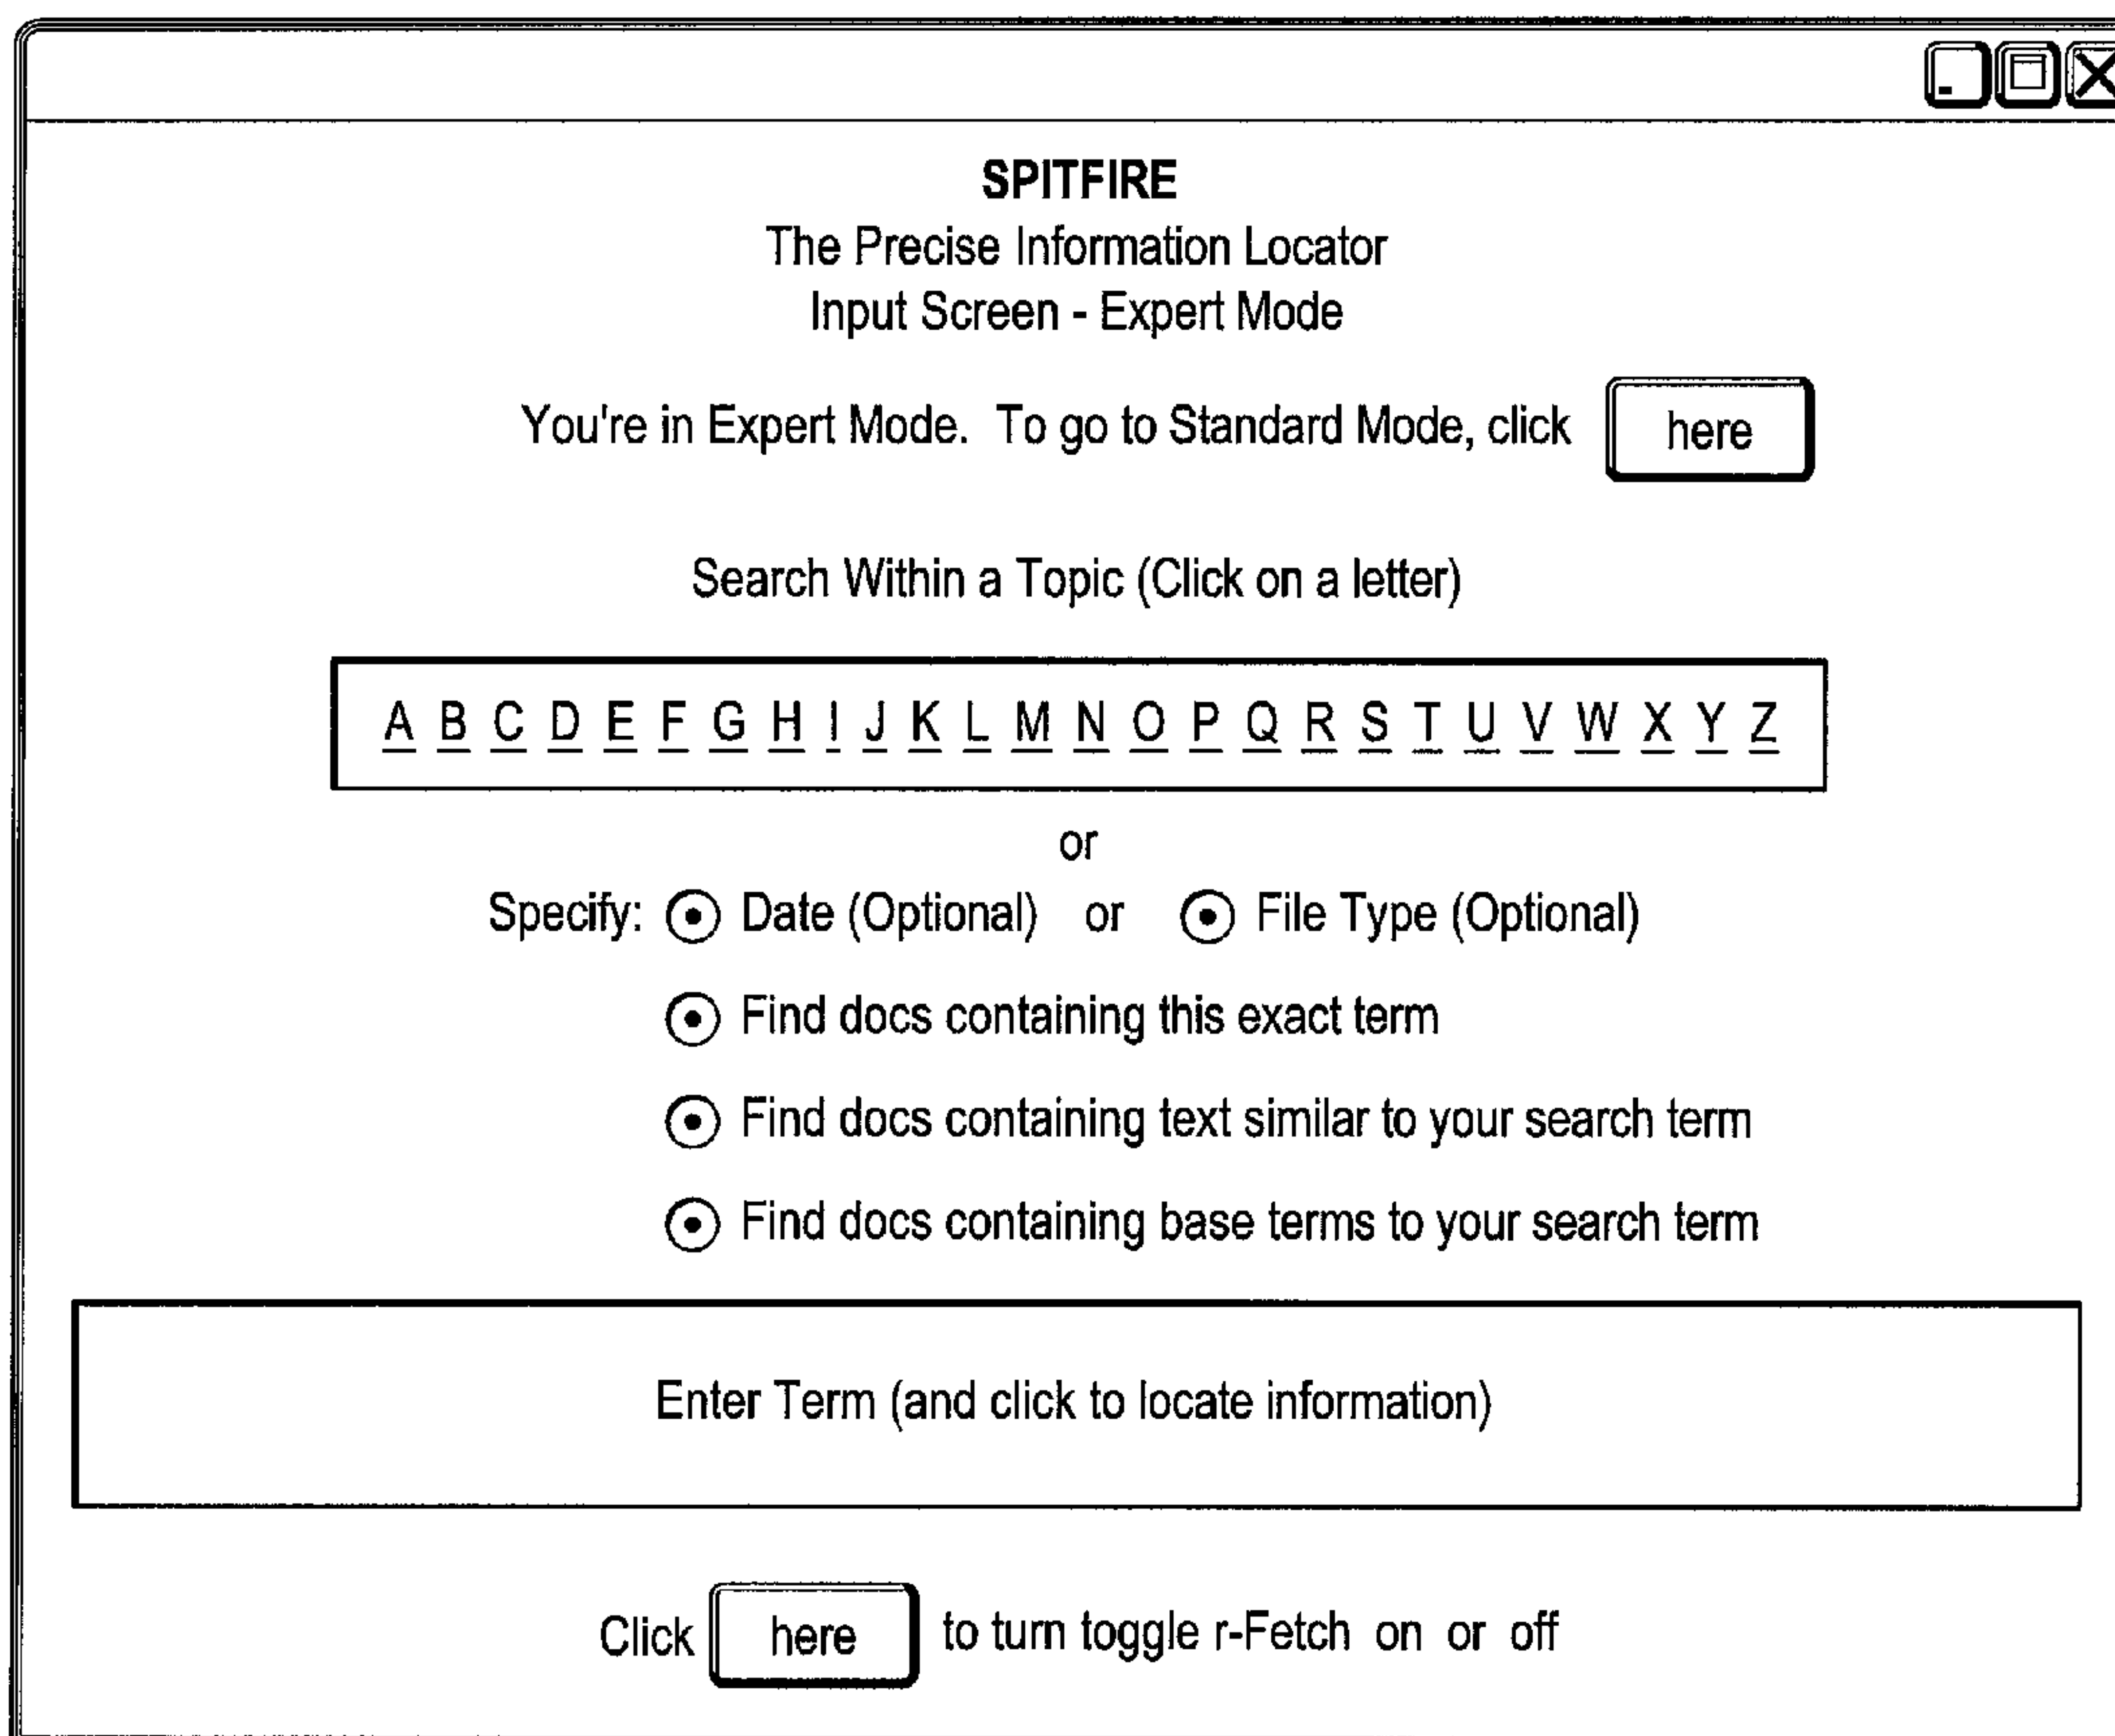 SPITFIRE
The Precise Information Locator
Input Screen - Expert Mode
You're in Expert Mode. To go to Standard Mode, click here
Search Within a Topic (Click on a letter)
A B C D E F G H I J K L M N O P Q R S T U V W X Y Z
or
Specify: Date (Optional) or File Type (Optional)
Find docs containing this exact term
Find docs containing text similar to your search term
Find docs containing base terms to your search term
Enter Term (and click to locate information)
Click here to turn toggle r-Fetch on or off